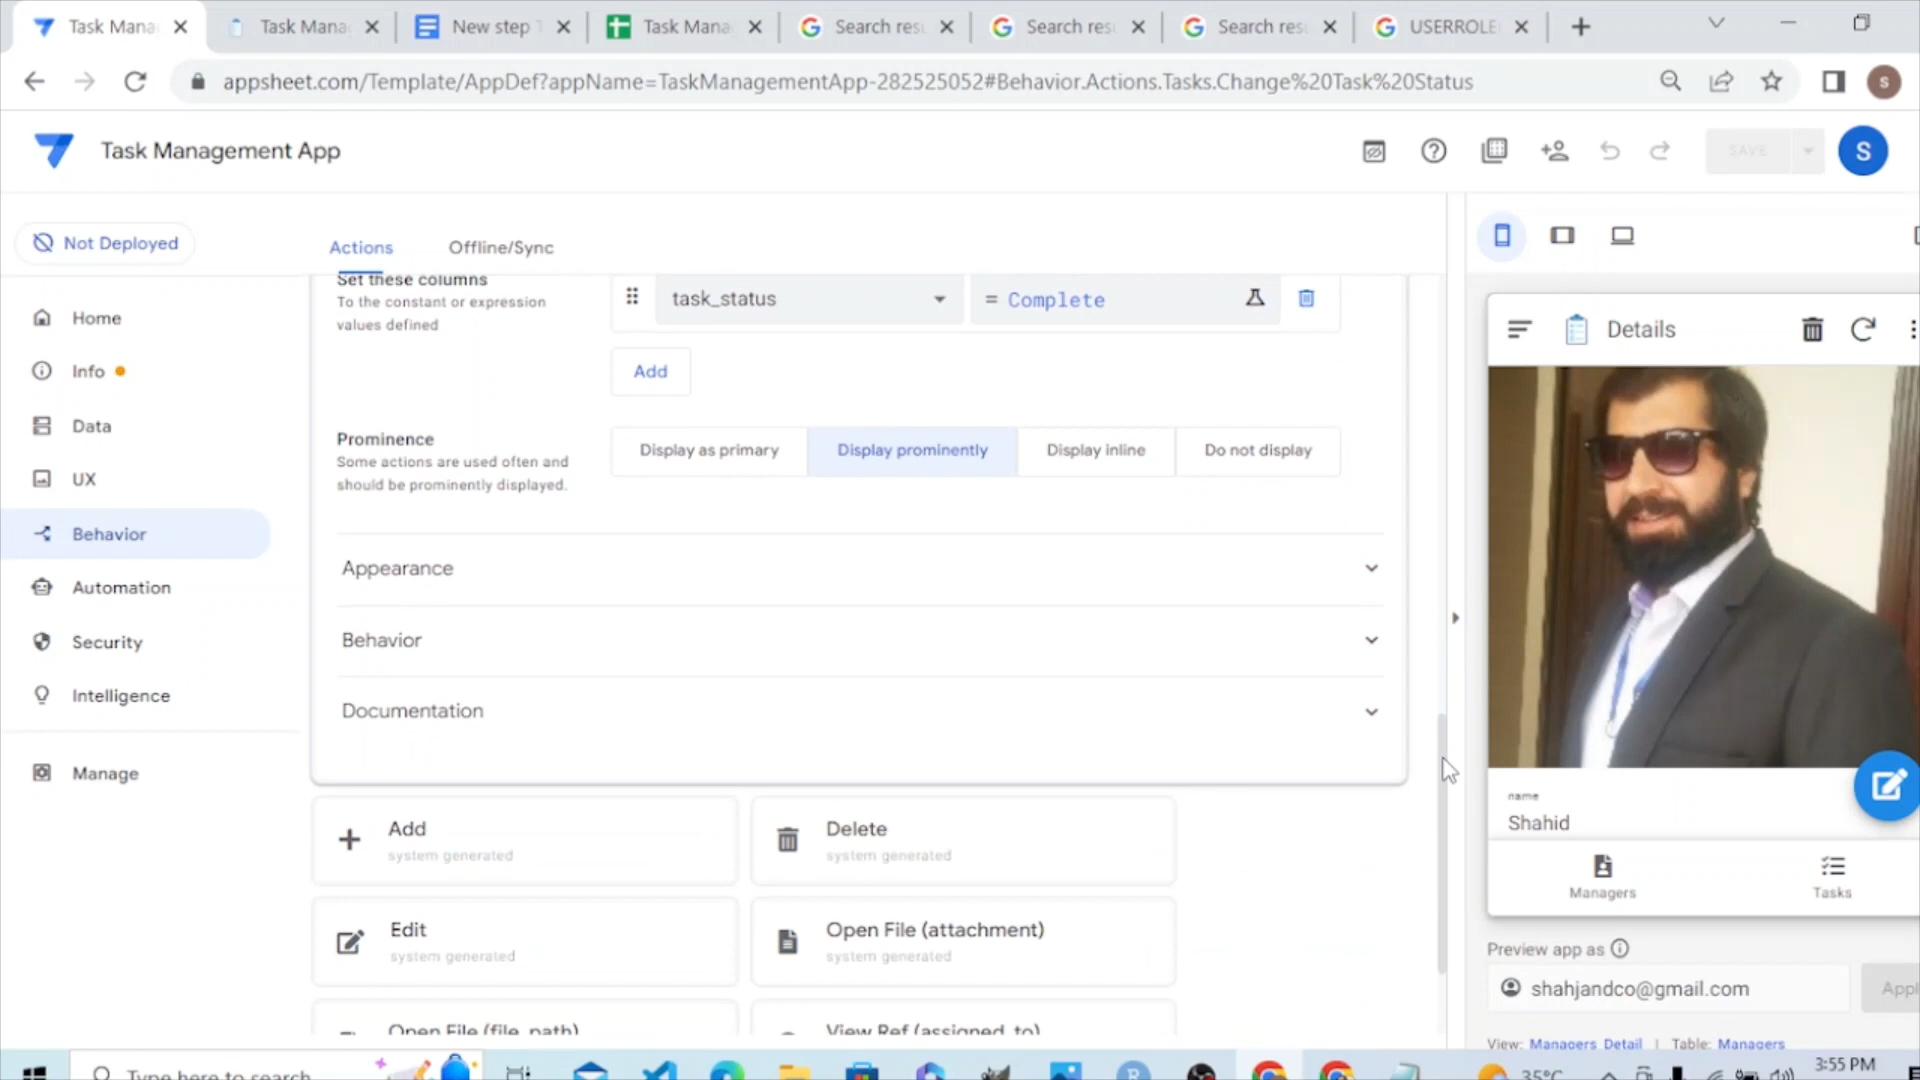 Task Mana
Task Mana
New step T
Task Mana
Search resu
Search res
Search res
USERROLE
appsheet.com/Template/AppDef?appName=TaskManagementApp-282525052#Behavior.Actions.Tasks.Change%20Task%20Status
S
Task Management App
SAVE
S
Not Deployed
Actions
Offline/Sync
Home
Info
Data
UX
Behavior
Automation
Security
Intelligence
Manage
Set these columns
To the constant or expression
values defined
task_status
= Complete
Add
Prominence
Some actions are used often and
should be prominently displayed.
Display as primary
Display prominently
Display inline
Do not display
Appearance
Behavior
Documentation
Add
system generated
Delete
system generated
Edit
system generated
Open File (attachment)
system generated
Open File (file_path)
View Ref (assigned_to)
Details
name
Shahid
Managers
Tasks
Preview app as
shahjandco@gmail.com
Appl
View: Managers_Detail | Table: Managers
Type here to search
35°C
3:55 PM